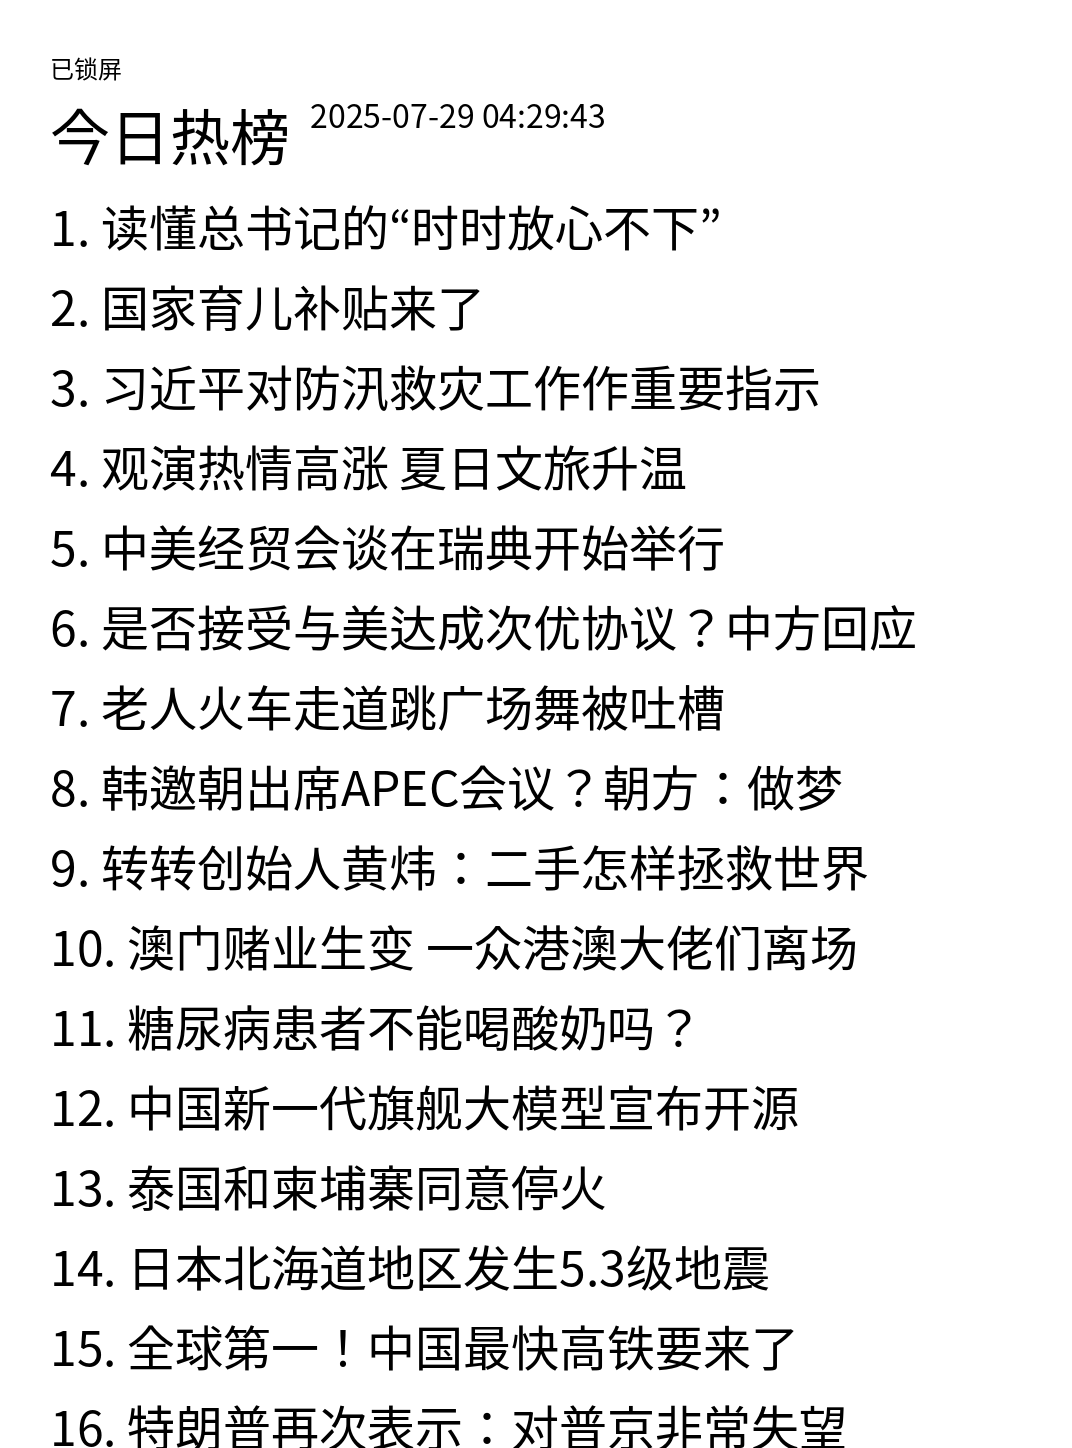 已锁屏
今日热榜 2025-07-29 04:29:43
1. 读懂总书记的“时时放心不下”
2. 国家育儿补贴来了
3. 习近平对防汛救灾工作作重要指示
4. 观演热情高涨 夏日文旅升温
5. 中美经贸会谈在瑞典开始举行
6. 是否接受与美达成次优协议？中方回应
7. 老人火车走道跳广场舞被吐槽
8. 韩邀朝出席APEC会议？朝方：做梦
9. 转转创始人黄炜：二手怎样拯救世界
10. 澳门赌业生变 一众港澳大佬们离场
11. 糖尿病患者不能喝酸奶吗？
12. 中国新一代旗舰大模型宣布开源
13. 泰国和柬埔寨同意停火
14. 日本北海道地区发生5.3级地震
15. 全球第一！中国最快高铁要来了
16. 特朗普再次表示：对普京非常失望